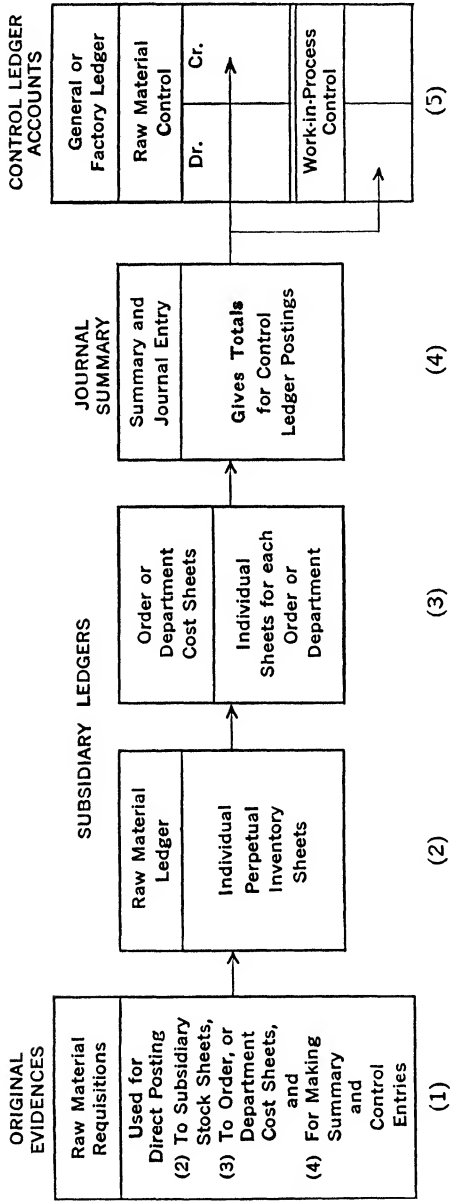 ORIGINAL
EVIDENCES
Raw Material
Requisitions
Used for
Direct Posting
(2) To Subsidiary
Stock Sheets,
(3) To Order, or
Department
Cost Sheets,
and
(4) For Making
Summary
and
Control
Entries
(1)
SUBSIDIARY LEDGERS
Raw Material
Ledger
Individual
Perpetual
Inventory
Sheets
(2)
Order or
Department
Cost Sheets
Individual
Sheets for each
Order or
Department
(3)
JOURNAL
SUMMARY
Summary and
Journal Entry
Gives Totals
for Control
Ledger Postings
(4)
CONTROL LEDGER
ACCOUNTS
General or
Factory Ledger
Raw Material
Control
Dr. Cr.
Work-in-Process
Control
(5)